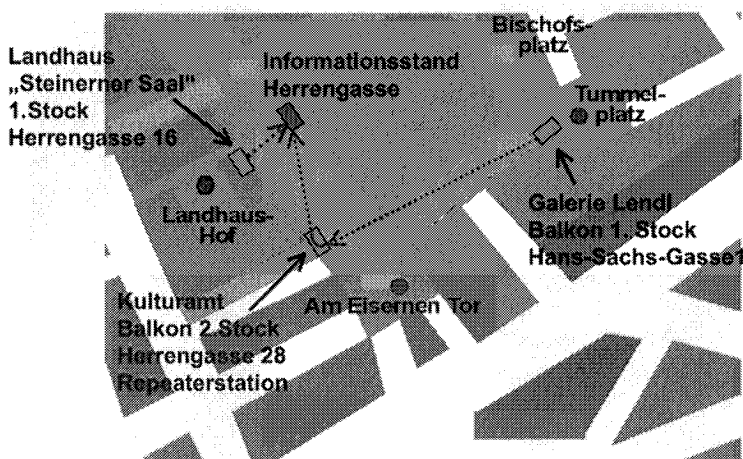 Landhaus
„Steinerner Saal"
1.Stock
Herrengasse 16
Informationsstand
Herrengasse
Bischofs-
platz
Tummel-
platz
Landhaus-
Hof
Galerie Lendl
Balkon 1. Stock
Hans-Sachs-Gasse1
Am Eisernen Tor
Kulturamt
Balkon 2.Stock
Herrengasse 28
Repeaterstation